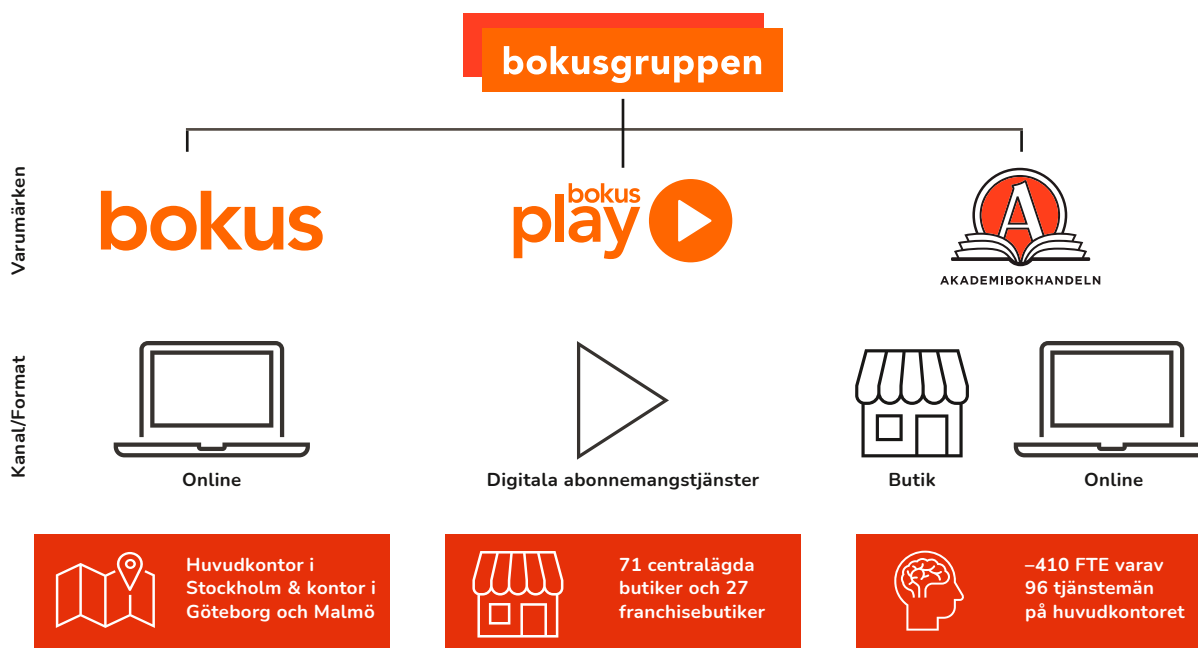 bokusgruppen
Varumärken
bokus
bokus
play
A
AKADEMIBOKHANDELN
Kanal/Format
Online
Digitala abonnemangstjänster
Butik
Online
Huvudkontor i
Stockholm & kontor i
Göteborg och Malmö
71 centralägda
butiker och 27
franchisebutiker
–410 FTE varav
96 tjänstemän
på huvudkontoret